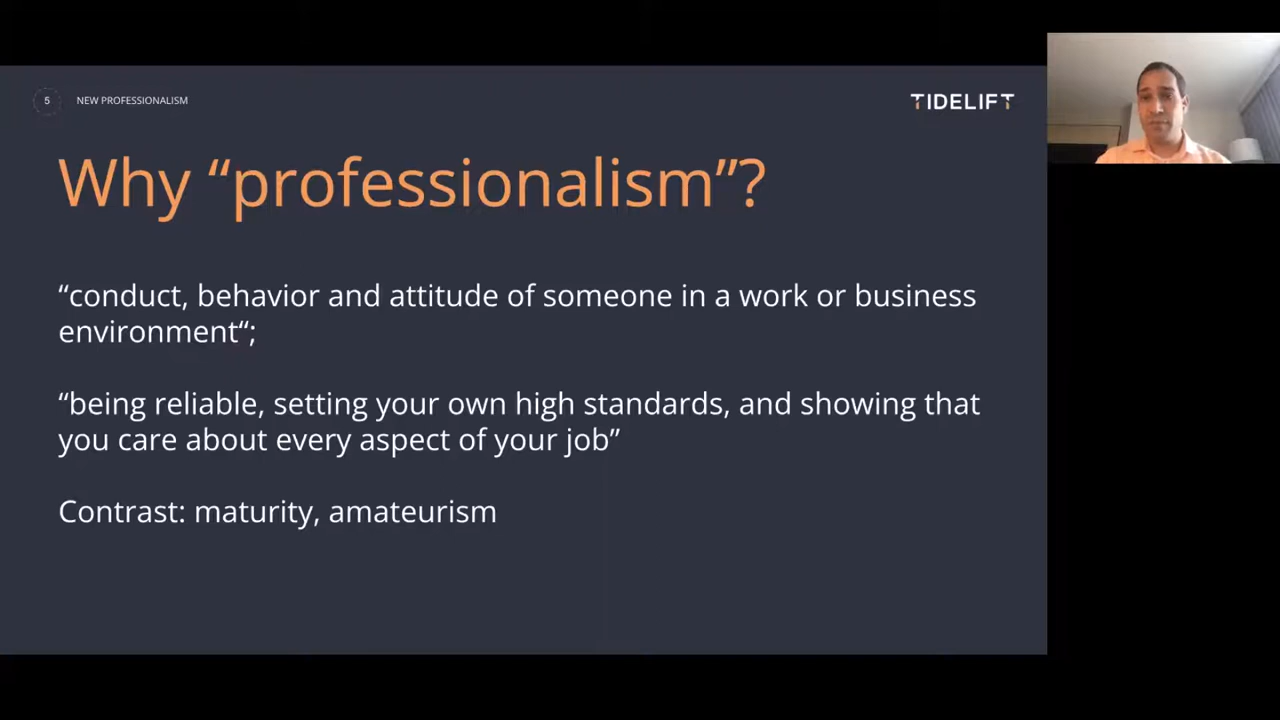 5
NEW PROFESSIONALISM
TIDELIFT
Why “professionalism”?
“conduct, behavior and attitude of someone in a work or business
environment“;
“being reliable, setting your own high standards, and showing that
you care about every aspect of your job”
Contrast: maturity, amateurism